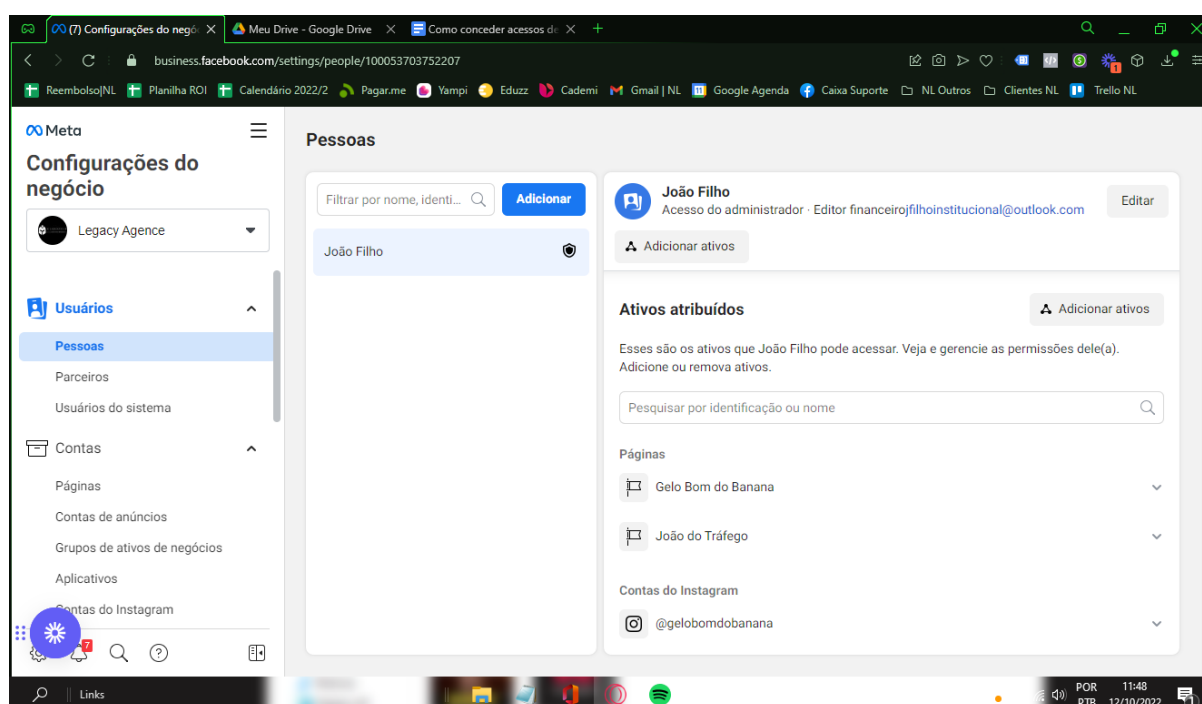 (7) Configurações do negóc
Meu Drive - Google Drive
Como conceder acessos de
business.facebook.com/settings/people/100053703752207
Reembolso|NL
Planilha ROI
Calendário 2022/2
Pagar.me
Yampi
Eduzz
Cademi
Gmail | NL
Google Agenda
Caixa Suporte
NL Outros
Clientes NL
Trello NL
Meta
Configurações do
negócio
Legacy Agence
Usuários
Pessoas
Parceiros
Usuários do sistema
Contas
Páginas
Contas de anúncios
Grupos de ativos de negócios
Aplicativos
Contas do Instagram
7
Pessoas
Filtrar por nome, identi...
Adicionar
João Filho
João Filho
Acesso do administrador · Editor financeirojfilhoinstitucional@outlook.com
Editar
Adicionar ativos
Ativos atribuídos
Adicionar ativos
Esses são os ativos que João Filho pode acessar. Veja e gerencie as permissões dele(a).
Adicione ou remova ativos.
Pesquisar por identificação ou nome
Páginas
Gelo Bom do Banana
João do Tráfego
Contas do Instagram
@gelobomdobanana
Links
POR
PTB
11:48
12/10/2022